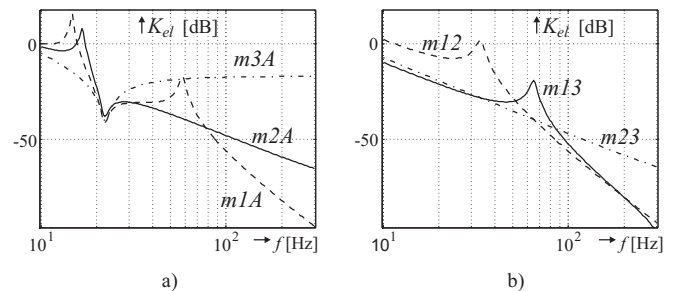 ↑ K_el [dB]
0
m3A
-50
m2A
m1A
10^1
10^2
→ f [Hz]
a)
↑ K_el [dB]
0
m12
m13
m23
-50
10^1
10^2
→ f [Hz]
b)